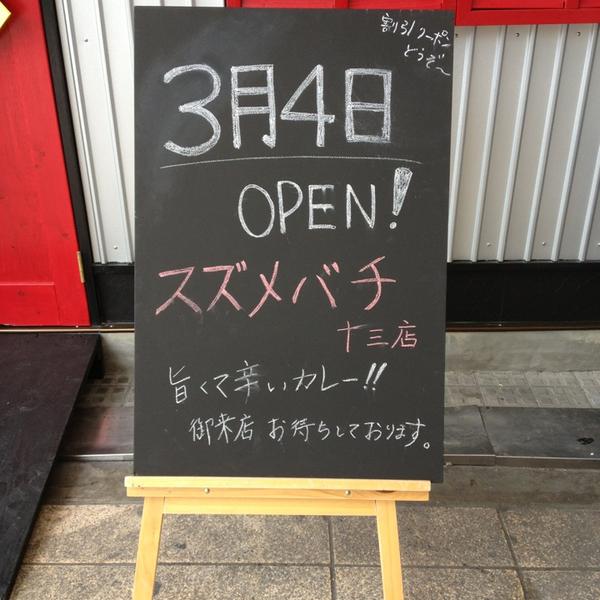 割引クーポン
どうぞ〜
3月4日
OPEN!
スズメバチ
十三店
旨くて辛いカレー!!
御来店 お待ちしております。